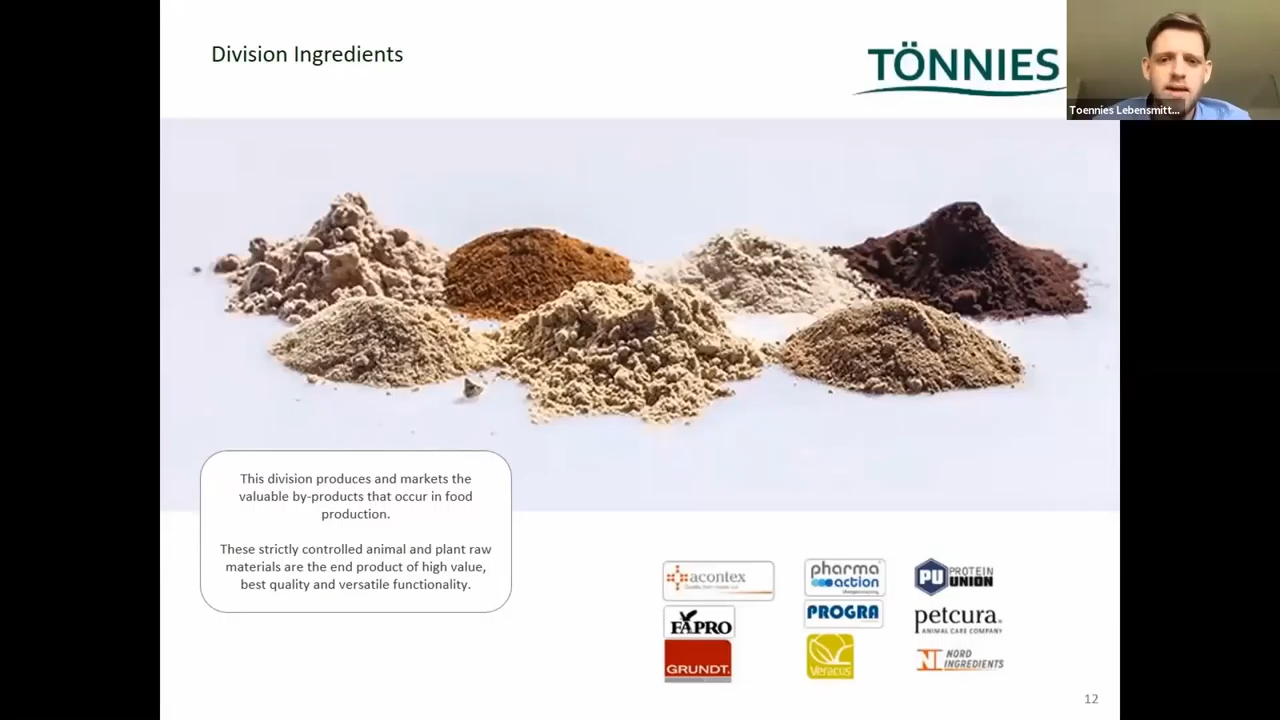 Division Ingredients
TÖNNIES
Toennies Lebensmitt...
This division produces and markets the
valuable by-products that occur in food
production.
These strictly controlled animal and plant raw
materials are the end product of high value,
best quality and versatile functionality.
acontex
pharma
action
PU PROTEIN
UNION
FAPRO
PROGRA
petcura.
ANIMAL CARE COMPANY
GRUNDT.
Veracus
NI NORD
INGREDIENTS
12